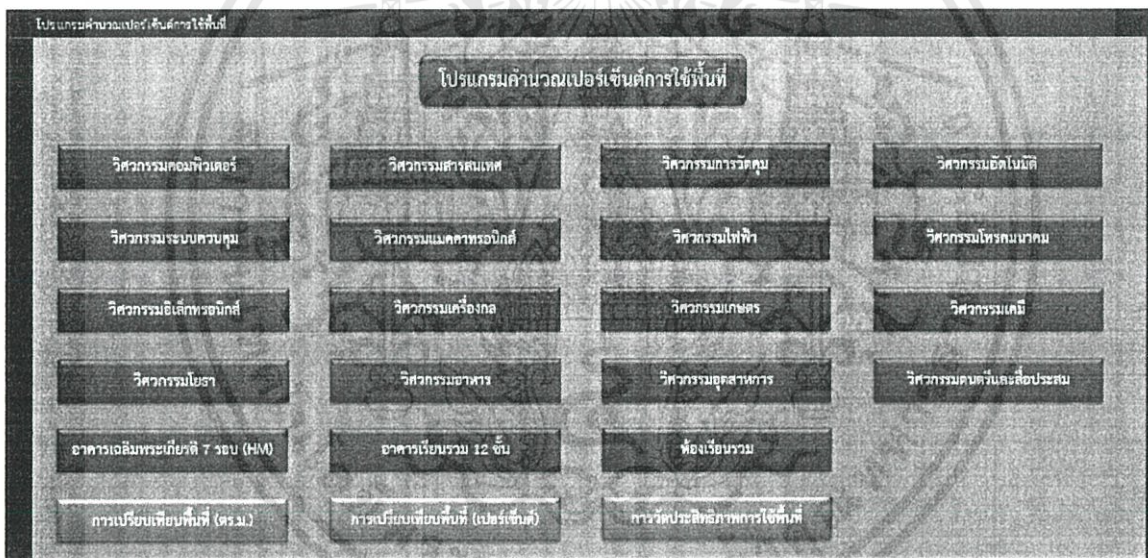 โปรแกรมคำนวณเปอร์เซ็นต์การใช้พื้นที่
โปรแกรมคำนวณเปอร์เซ็นต์การใช้พื้นที่
วิศวกรรมคอมพิวเตอร์ วิศวกรรมสารสนเทศ วิศวกรรมการวัดคุม วิศวกรรมอัตโนมัติ
วิศวกรรมระบบควบคุม วิศวกรรมแมคคาทรอนิกส์ วิศวกรรมไฟฟ้า วิศวกรรมโทรคมนาคม
วิศวกรรมอิเล็กทรอนิกส์ วิศวกรรมเครื่องกล วิศวกรรมเกษตร วิศวกรรมเคมี
วิศวกรรมโยธา วิศวกรรมอาหาร วิศวกรรมอุตสาหการ วิศวกรรมดนตรีและสื่อประสม
อาคารเฉลิมพระเกียรติ 7 รอบ (HM) อาคารเรียนรวม 12 ชั้น ห้องเรียนรวม
การเปรียบเทียบพื้นที่ (ตร.ม.) การเปรียบเทียบพื้นที่ (เปอร์เซ็นต์) การวัดประสิทธิภาพการใช้พื้นที่